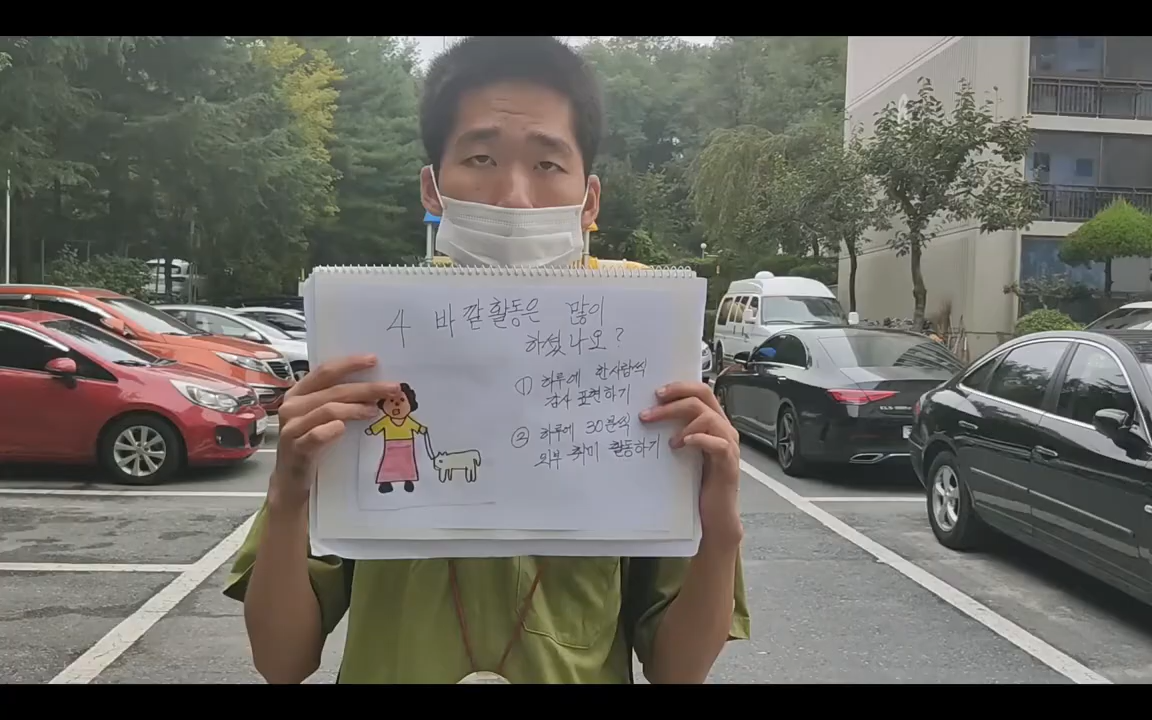 4 바깥활동은 많이
하셨나요?
① 하루에 한사람씩
감사 표현하기
② 하루에 30분씩
외부 취미 활동하기